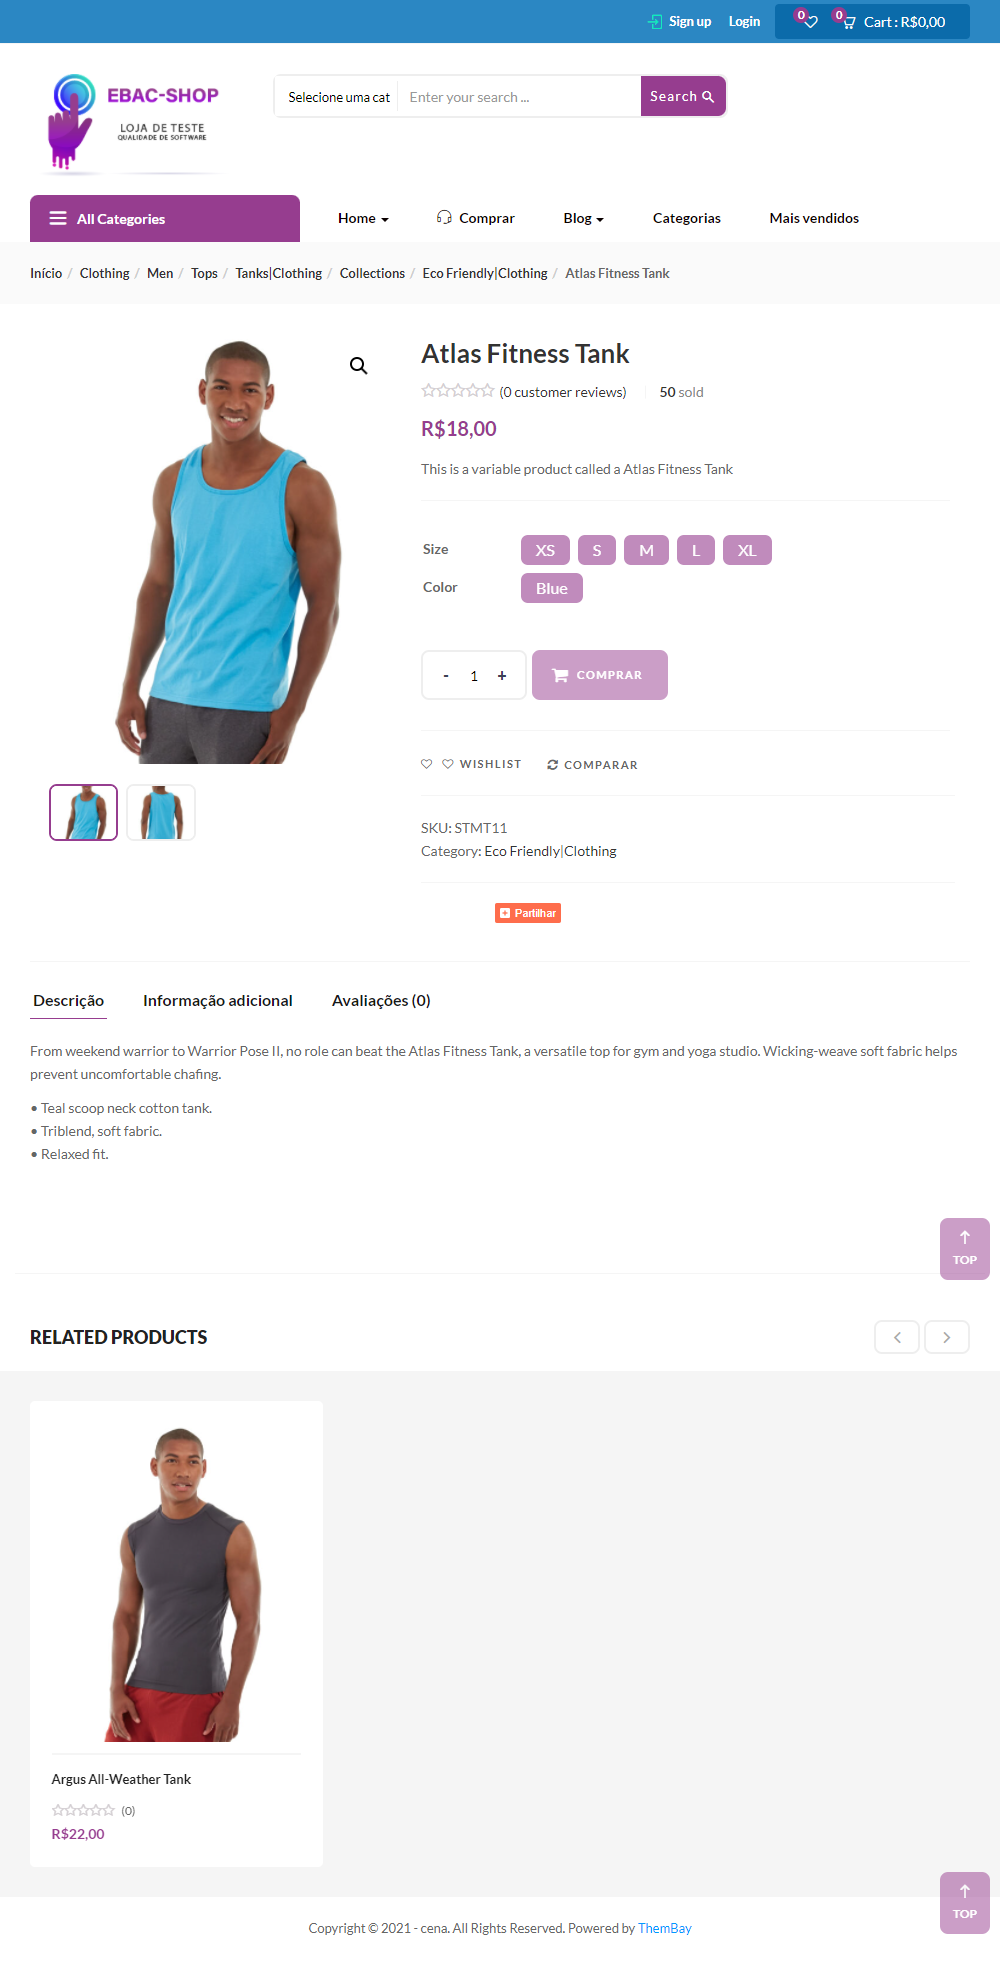 Sign up Login 0 0 Cart : R$0,00
EBAC-SHOP
LOJA DE TESTE
QUALIDADE DE SOFTWARE
Selecione uma cat Enter your search ... Search
All Categories Home Comprar Blog Categorias Mais vendidos
Início / Clothing / Men / Tops / Tanks|Clothing / Collections / Eco Friendly|Clothing / Atlas Fitness Tank
Atlas Fitness Tank
(0 customer reviews) 50 sold
R$18,00
This is a variable product called a Atlas Fitness Tank
Size XS S M L XL
Color Blue
- 1 + COMPRAR
WISHLIST COMPARAR
SKU: STMT11
Category: Eco Friendly|Clothing
Partilhar
Descrição Informação adicional Avaliações (0)
From weekend warrior to Warrior Pose II, no role can beat the Atlas Fitness Tank, a versatile top for gym and yoga studio. Wicking-weave soft fabric helps
prevent uncomfortable chafing.
• Teal scoop neck cotton tank.
• Triblend, soft fabric.
• Relaxed fit.
TOP
RELATED PRODUCTS
Argus All-Weather Tank
(0)
R$22,00
TOP
Copyright © 2021 - cena. All Rights Reserved. Powered by ThemBay